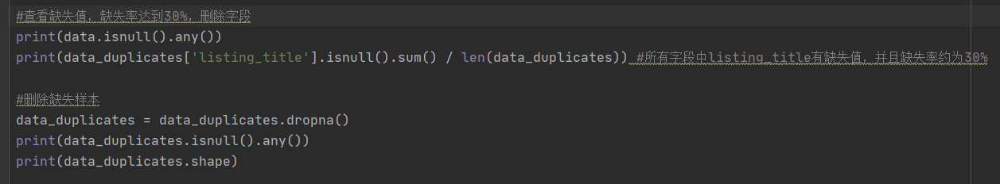 #查看缺失值，缺失率达到30%，删除字段
print(data.isnull().any())
print(data_duplicates['listing_title'].isnull().sum() / len(data_duplicates)) #所有字段中listing_title有缺失值，并且缺失率约为30%
#删除缺失样本
data_duplicates = data_duplicates.dropna()
print(data_duplicates.isnull().any())
print(data_duplicates.shape)